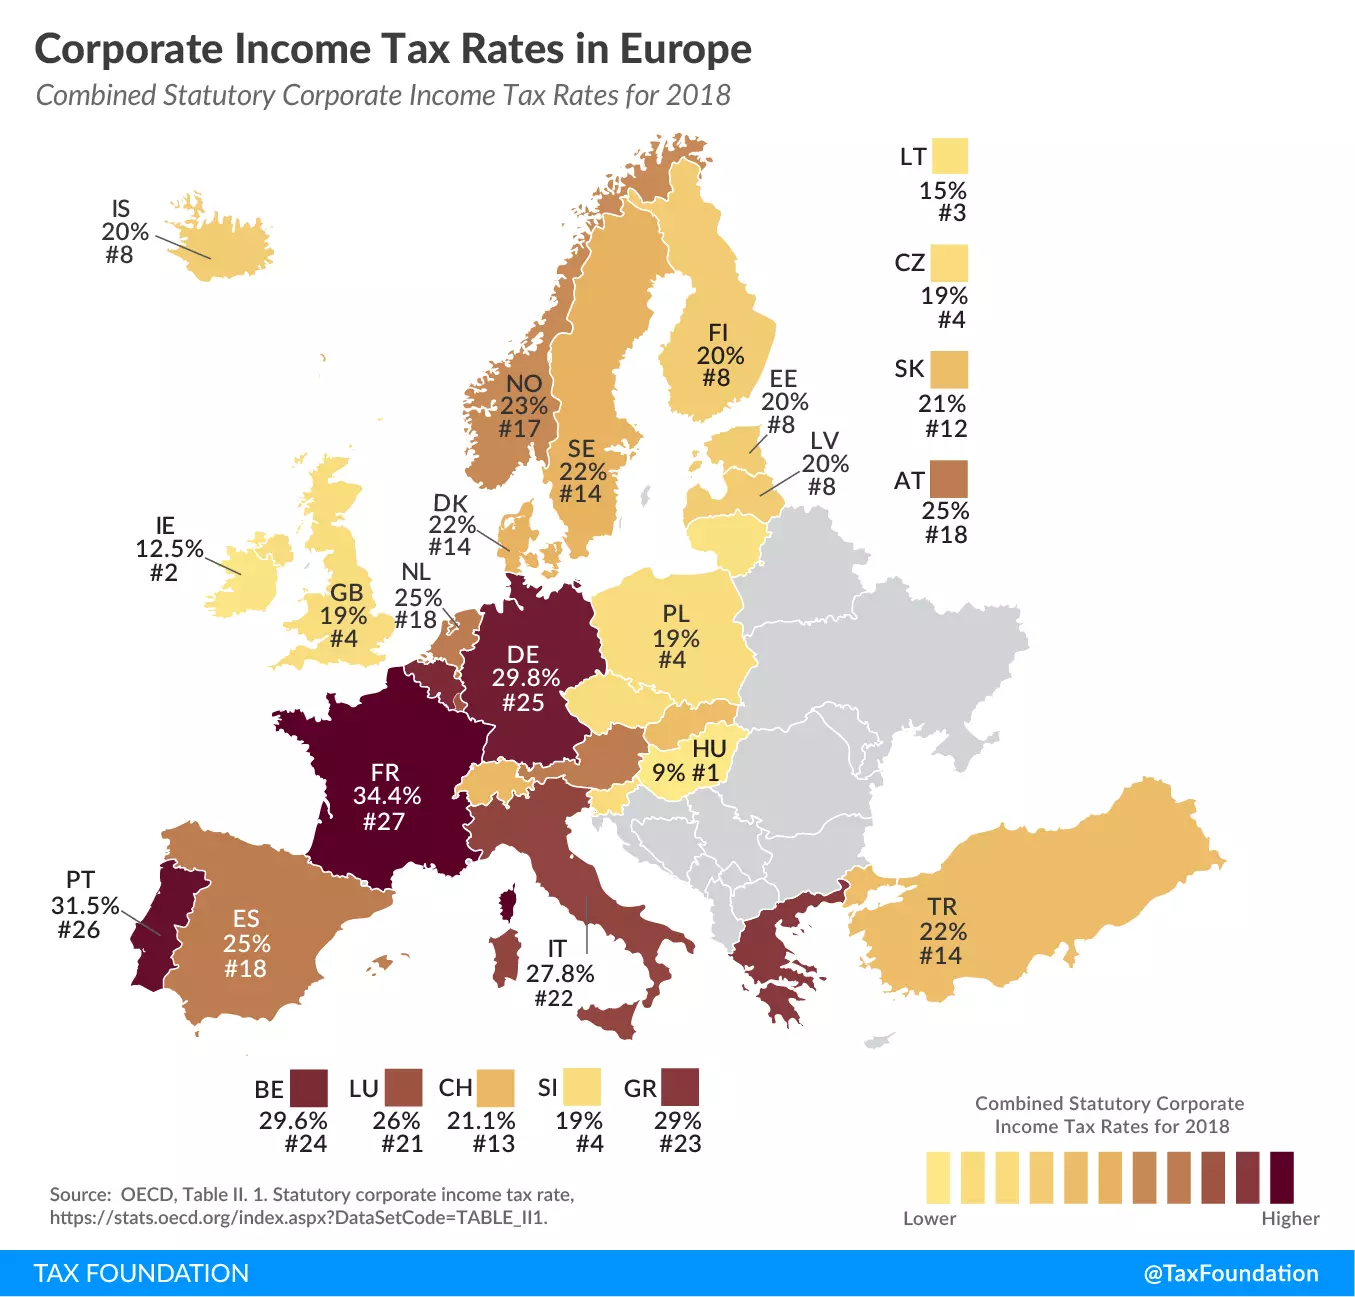 Corporate Income Tax Rates in Europe
Combined Statutory Corporate Income Tax Rates for 2018
IS
20%
#8
LT
15%
#3
CZ
19%
#4
SK
21%
#12
AT
25%
#18
FI
20%
#8
NO
23%
#17
SE
22%
#14
EE
20%
#8
LV
20%
#8
DK
22%
#14
IE
12.5%
#2
GB
19%
#4
NL
25%
#18
DE
29.8%
#25
PL
19%
#4
FR
34.4%
#27
HU
9% #1
PT
31.5%
#26
ES
25%
#18
IT
27.8%
#22
TR
22%
#14
BE
29.6%
#24
LU
26%
#21
CH
21.1%
#13
SI
19%
#4
GR
29%
#23
Combined Statutory Corporate
Income Tax Rates for 2018
Lower
Higher
Source: OECD, Table II. 1. Statutory corporate income tax rate,
https://stats.oecd.org/index.aspx?DataSetCode=TABLE_II1.
TAX FOUNDATION
@TaxFoundation